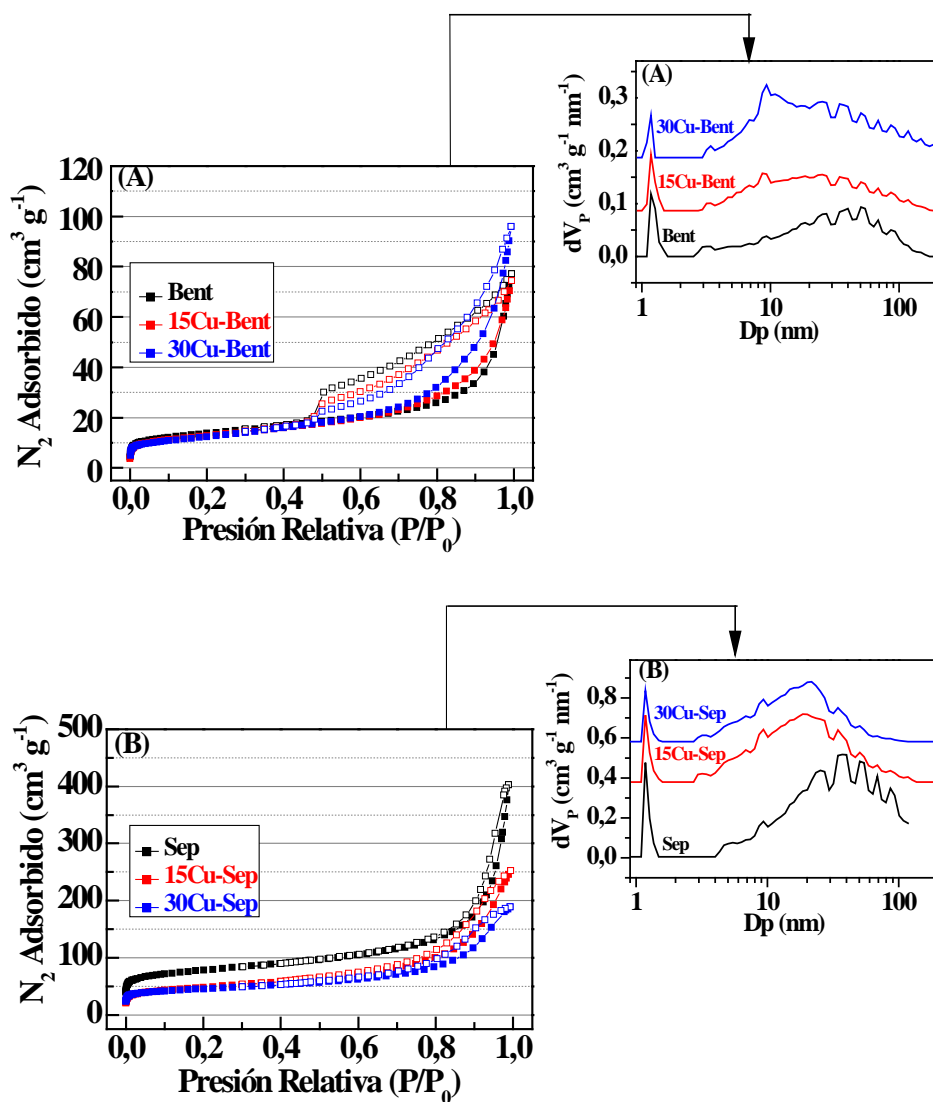 (A)
120
100
80
60
40
20
0
N2 Adsorbido (cm3 g-1)
Bent
15Cu-Bent
30Cu-Bent
0,0 0,2 0,4 0,6 0,8 1,0
Presión Relativa (P/P0)
(A)
0,3
0,2
0,1
0,0
dVP (cm3 g-1 nm-1)
30Cu-Bent
15Cu-Bent
Bent
1 10 100
Dp (nm)
(B)
500
400
300
200
100
0
N2 Adsorbido (cm3 g-1)
Sep
15Cu-Sep
30Cu-Sep
0,0 0,2 0,4 0,6 0,8 1,0
Presión Relativa (P/P0)
(B)
0,8
0,6
0,4
0,2
0,0
dVP (cm3 g-1 nm-1)
30Cu-Sep
15Cu-Sep
Sep
1 10 100
Dp (nm)